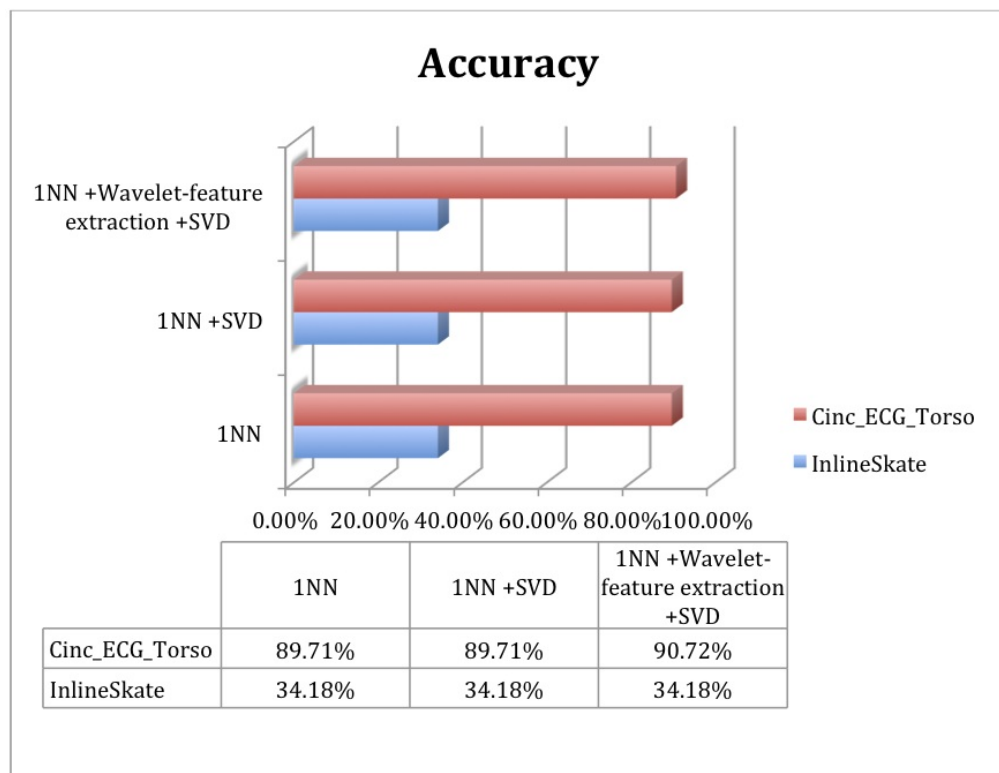 Accuracy
1NN +Wavelet-feature
extraction +SVD
1NN +SVD
1NN
Cinc_ECG_Torso
InlineSkate
0.00% 20.00% 40.00% 60.00% 80.00% 100.00%
1NN 1NN +SVD 1NN +Wavelet-
feature extraction
+SVD
Cinc_ECG_Torso 89.71% 89.71% 90.72%
InlineSkate 34.18% 34.18% 34.18%